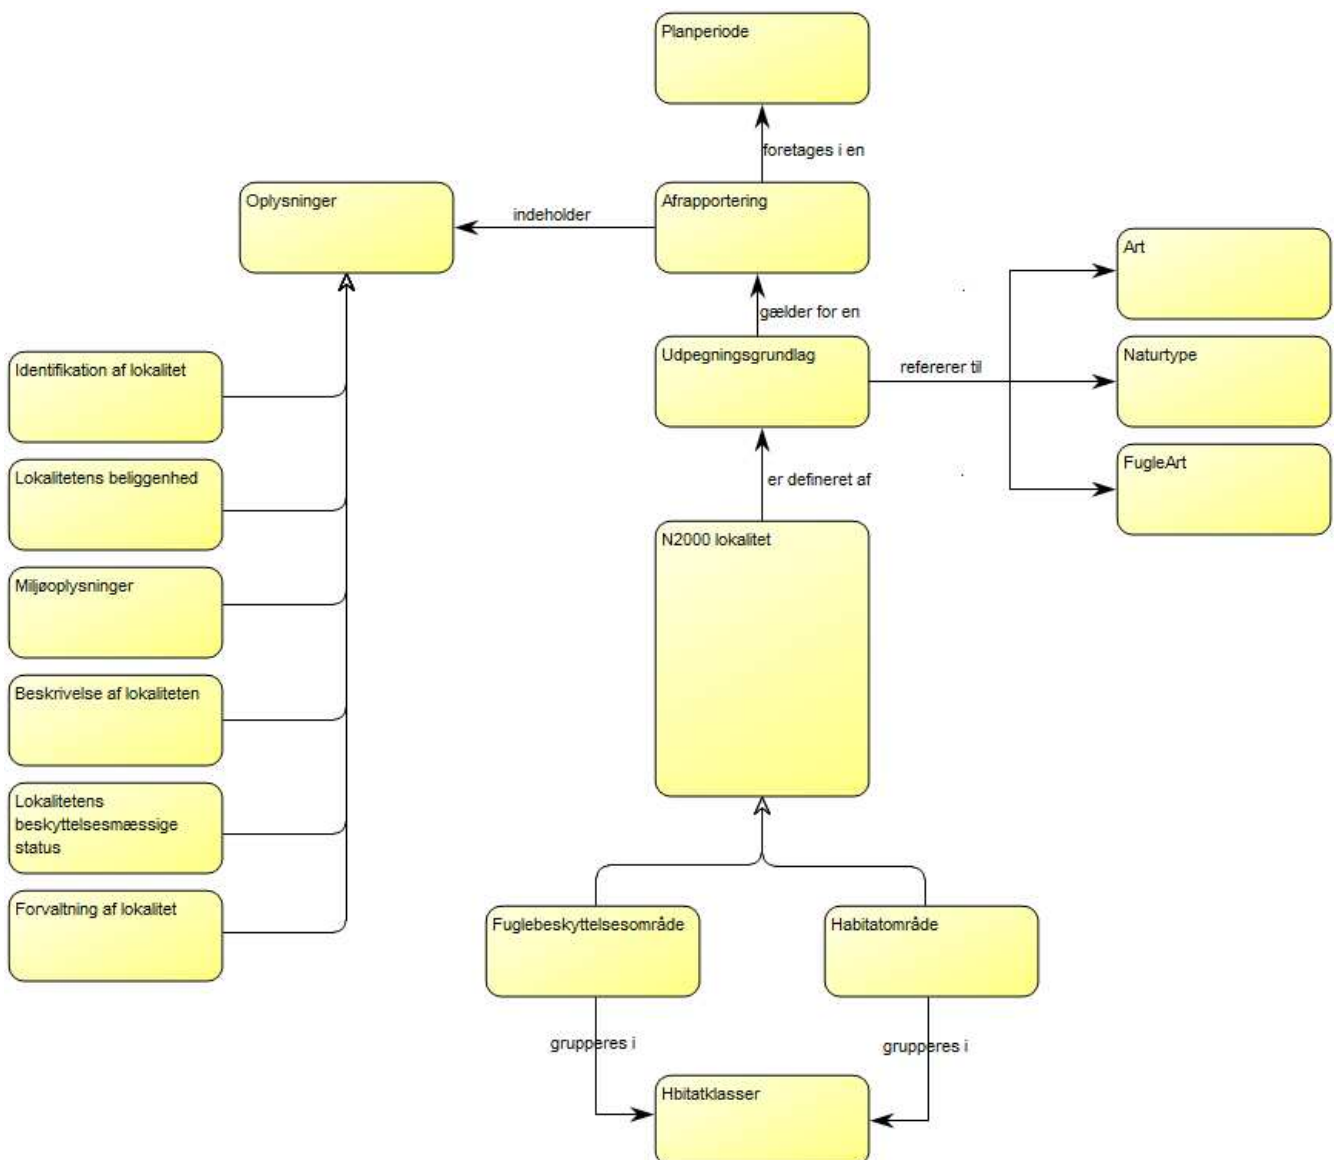 Planperiode
foretages i en
Oplysninger
indeholder
Afrapportering
Art
gælder for en
Identifikation af lokalitet
Udpegningsgrundlag
refererer til
Naturtype
FugleArt
Lokalitetens beliggenhed
er defineret af
N2000 lokalitet
Miljøoplysninger
Beskrivelse af lokaliteten
Lokalitetens
beskyttelsesmæssige
status
Forvaltning af lokalitet
Fuglebeskyttelsesområde
Habitatområde
grupperes i
grupperes i
Hbitatklasser